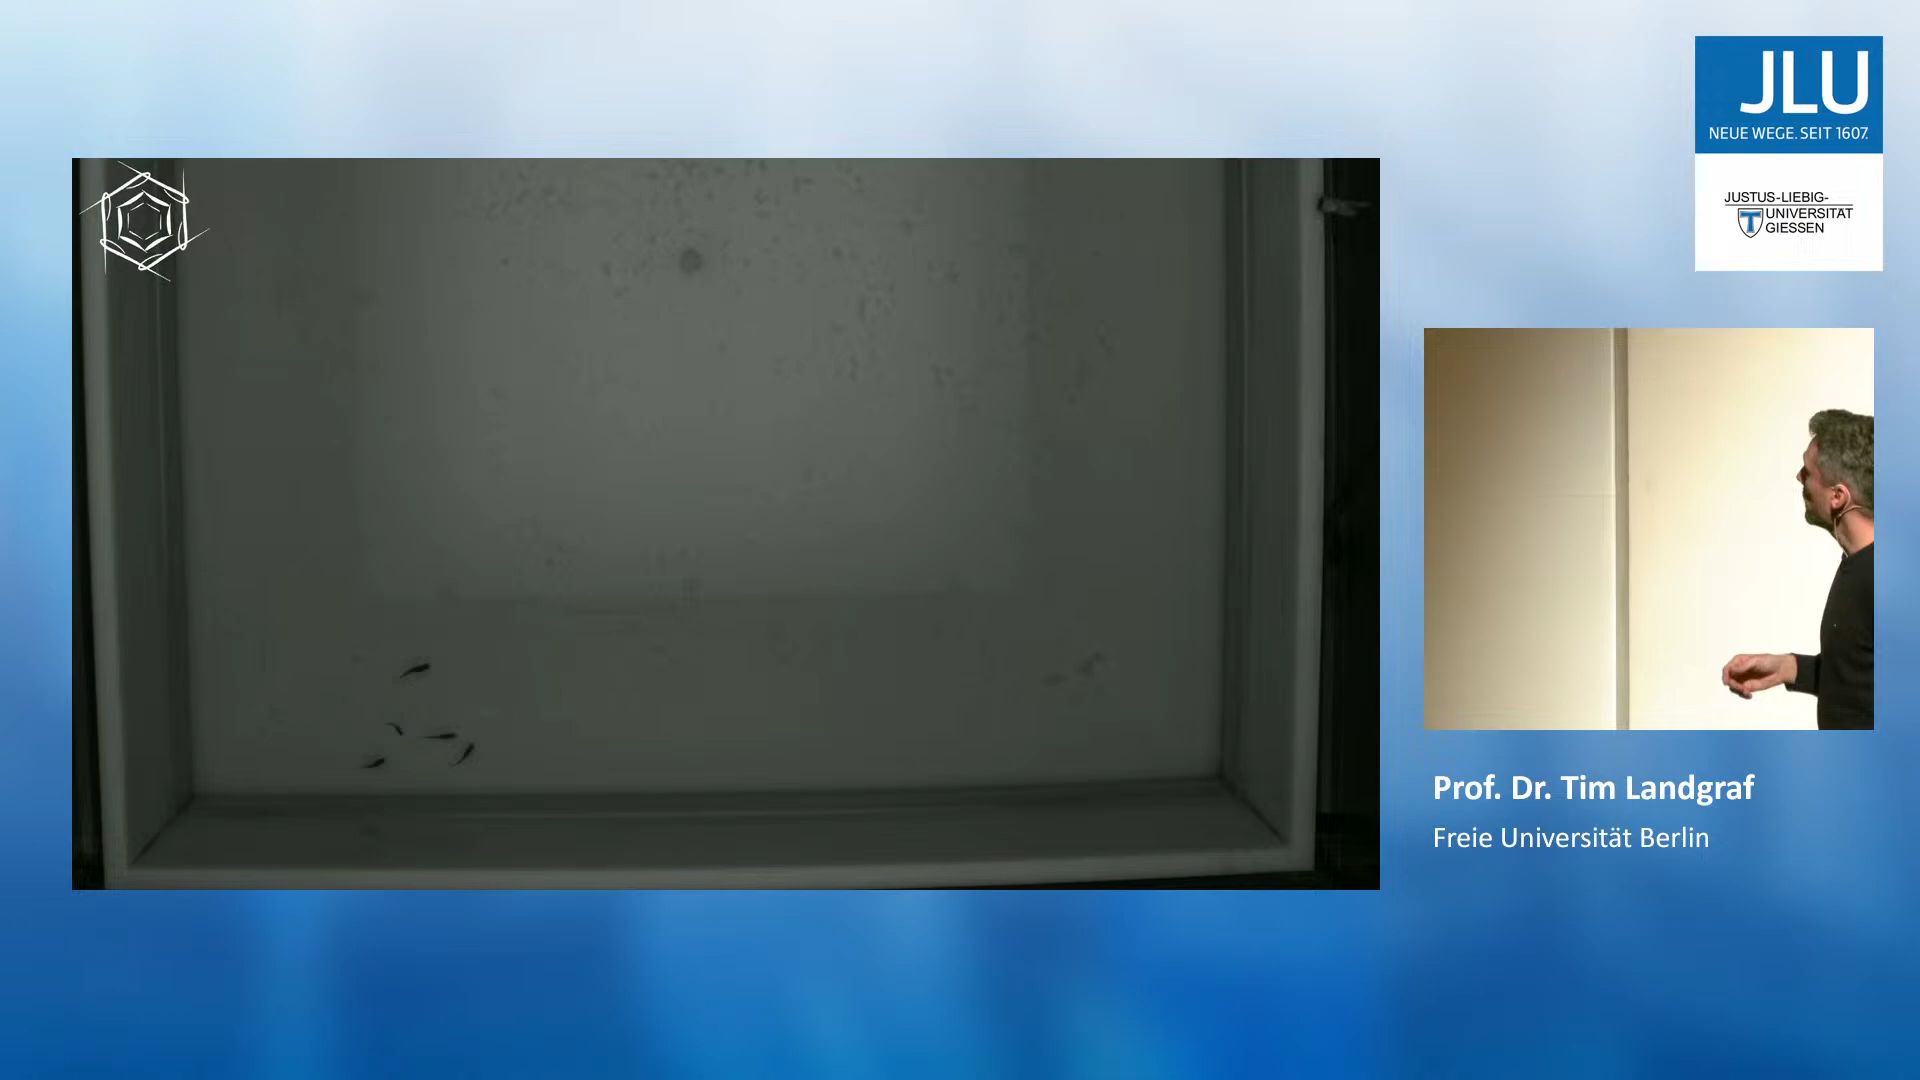 JLU
NEUE WEGE. SEIT 1607.
JUSTUS-LIEBIG-
UNIVERSITÄT
GIESSEN
Prof. Dr. Tim Landgraf
Freie Universität Berlin